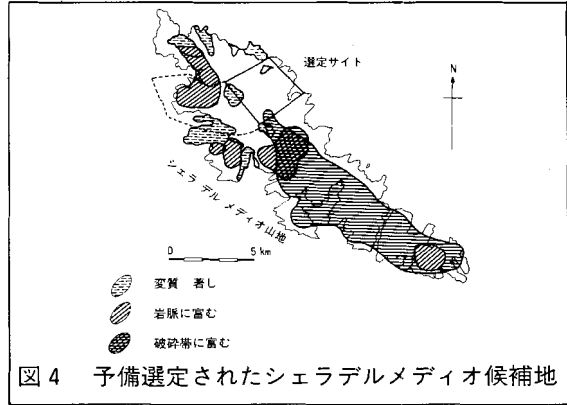 選定サイト
N
シェラ デル メディオ山地
0 5 km
変質 著し
岩脈に富む
破砕帯に富む
図4 予備選定されたシェラデルメディオ候補地